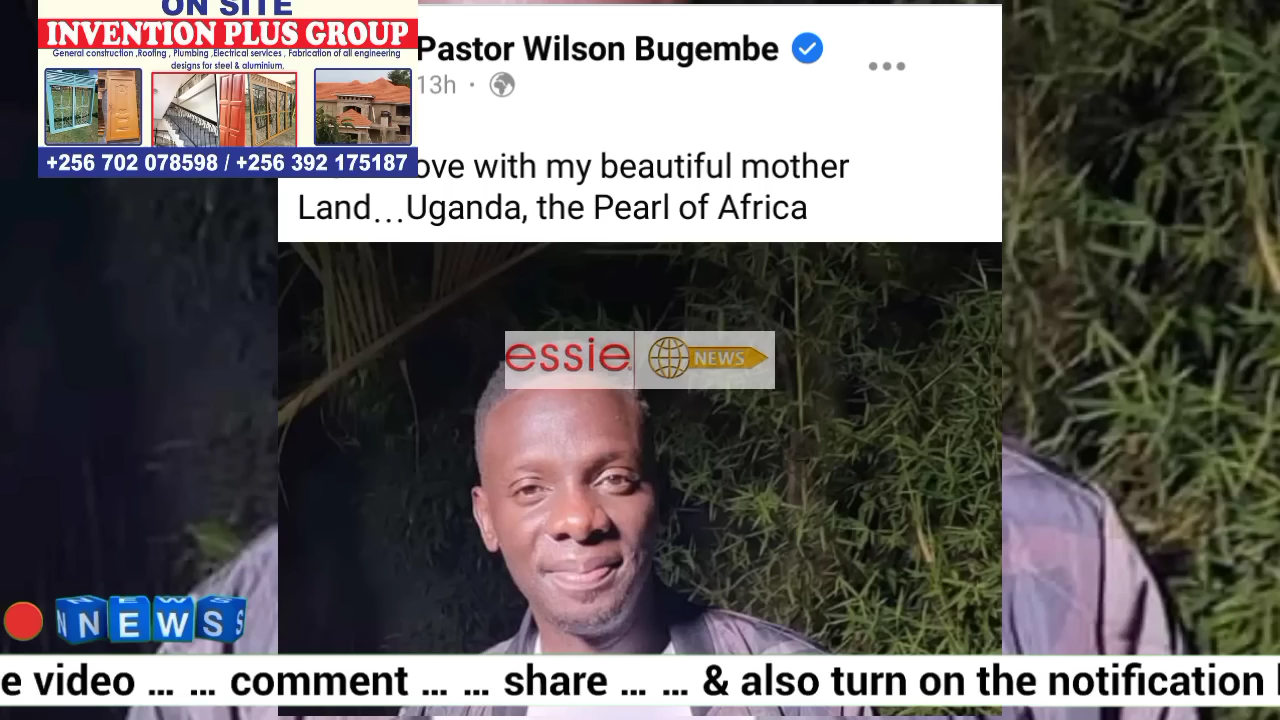 ON SITE
INVENTION PLUS GROUP
General construction ,Roofing , Plumbing ,Electrical services , Fabrication of all engineering
designs for steel & aluminium,
+256 702 078598 / +256 392 175187
Pastor Wilson Bugembe
13h ·
ove with my beautiful mother
Land...Uganda, the Pearl of Africa
essie
NEWS
NEWS
e video ... ... comment ... ... share ... ... & also turn on the notification